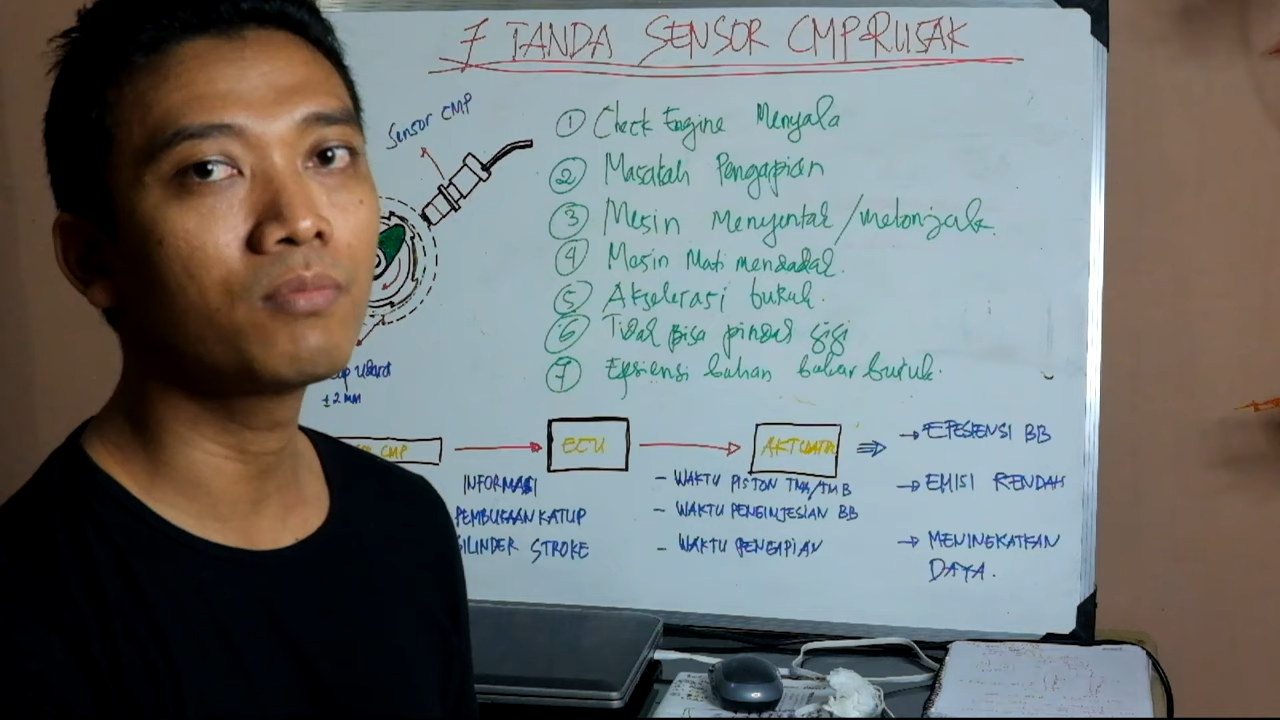 7 TANDA SENSOR CMP RUSAK
Sensor CMP
① Check Engine Menyala
② Masalah Pengapian
③ Mesin Menyentak/melonjak.
④ Mesin Mati mendadak.
⑤ Akselerasi buruk.
⑥ Tidak Bisa pindah gigi
⑦ Efsiensi bahan bakar buruk.
udara
± 2 MM
CMP
ECU
AKTUATOR
→ EFESIENSI BB
→ EMISI RENDAH
→ MENINGKATKAN
DAYA.
INFORMASI
PEMBUKAAN KATUP
SILINDER STROKE
- WAKTU PISTON TMA/TMB
- WAKTU PENGINJESIAN BB
- WAKTU PENGAPIAN